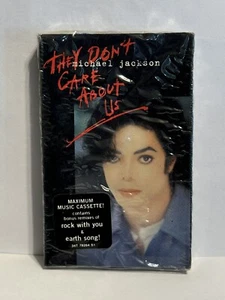 THEY DON'T
michael jackson
CARE
ABOUT
US
MAXIMUM
MUSIC CASSETTE!
contains
bonus remixes of
rock with you
&
earth song!